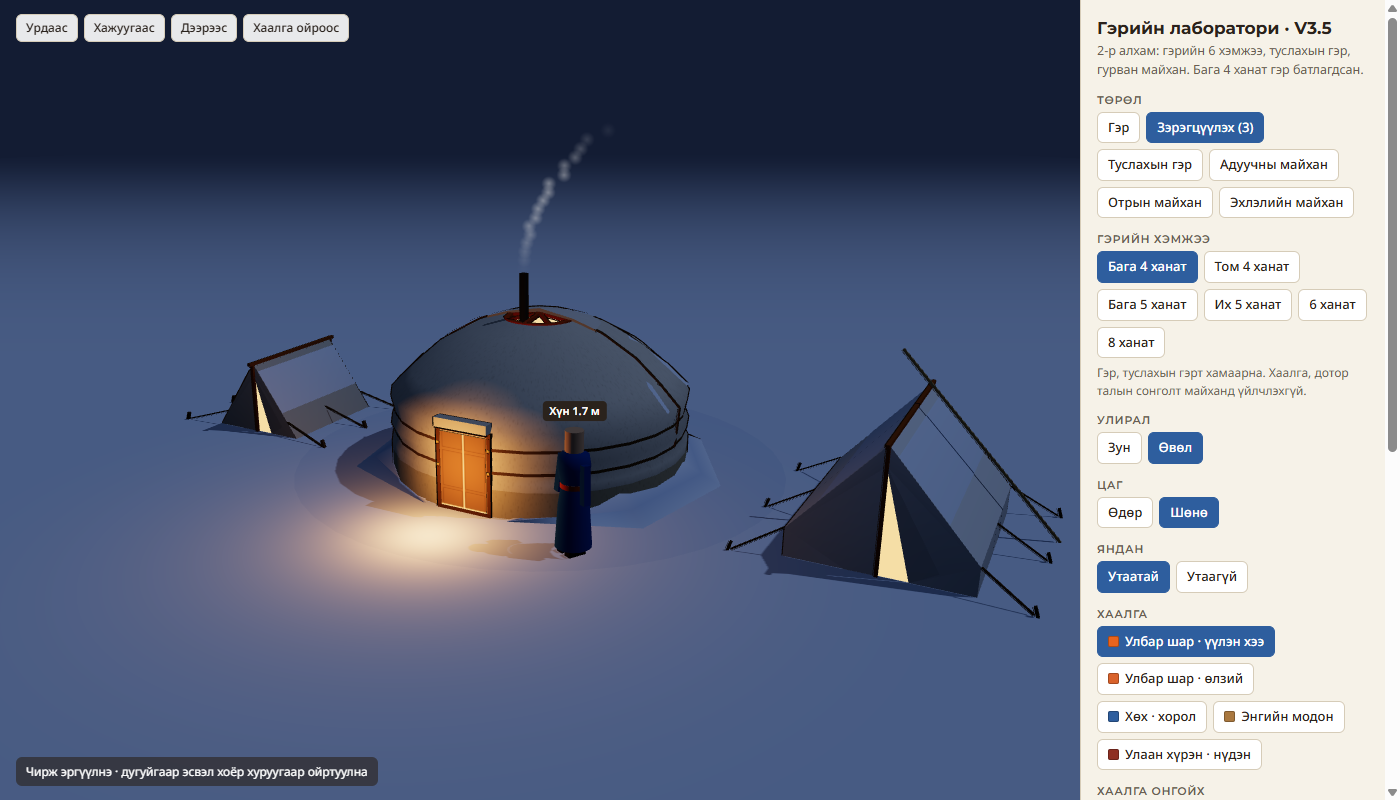 Урдаас
Хажуугаас
Дээрээс
Хаалга ойроос
Хүн 1.7 м
Чирж эргүүлнэ · дугуйгаар эсвэл хоёр хуруугаар ойртуулна
Гэрийн лаборатори · V3.5
2-р алхам: гэрийн 6 хэмжээ, туслахын гэр,
гурван майхан. Бага 4 ханат гэр батлагдсан.
ТӨРӨЛ
Гэр
Зэрэгцүүлэх (3)
Туслахын гэр
Адуучны майхан
Отрын майхан
Эхлэлийн майхан
ГЭРИЙН ХЭМЖЭЭ
Бага 4 ханат
Том 4 ханат
Бага 5 ханат
Их 5 ханат
6 ханат
8 ханат
Гэр, туслахын гэрт хамаарна. Хаалга, дотор
талын сонголт майханд үйлчлэхгүй.
УЛИРАЛ
Зун
Өвөл
ЦАГ
Өдөр
Шөнө
ЯНДАН
Утаатай
Утаагүй
ХААЛГА
Улбар шар · үүлэн хээ
Улбар шар · өлзий
Хөх · хорол
Энгийн модон
Улаан хүрэн · нүдэн
ХААЛГА ОНГОЙХ